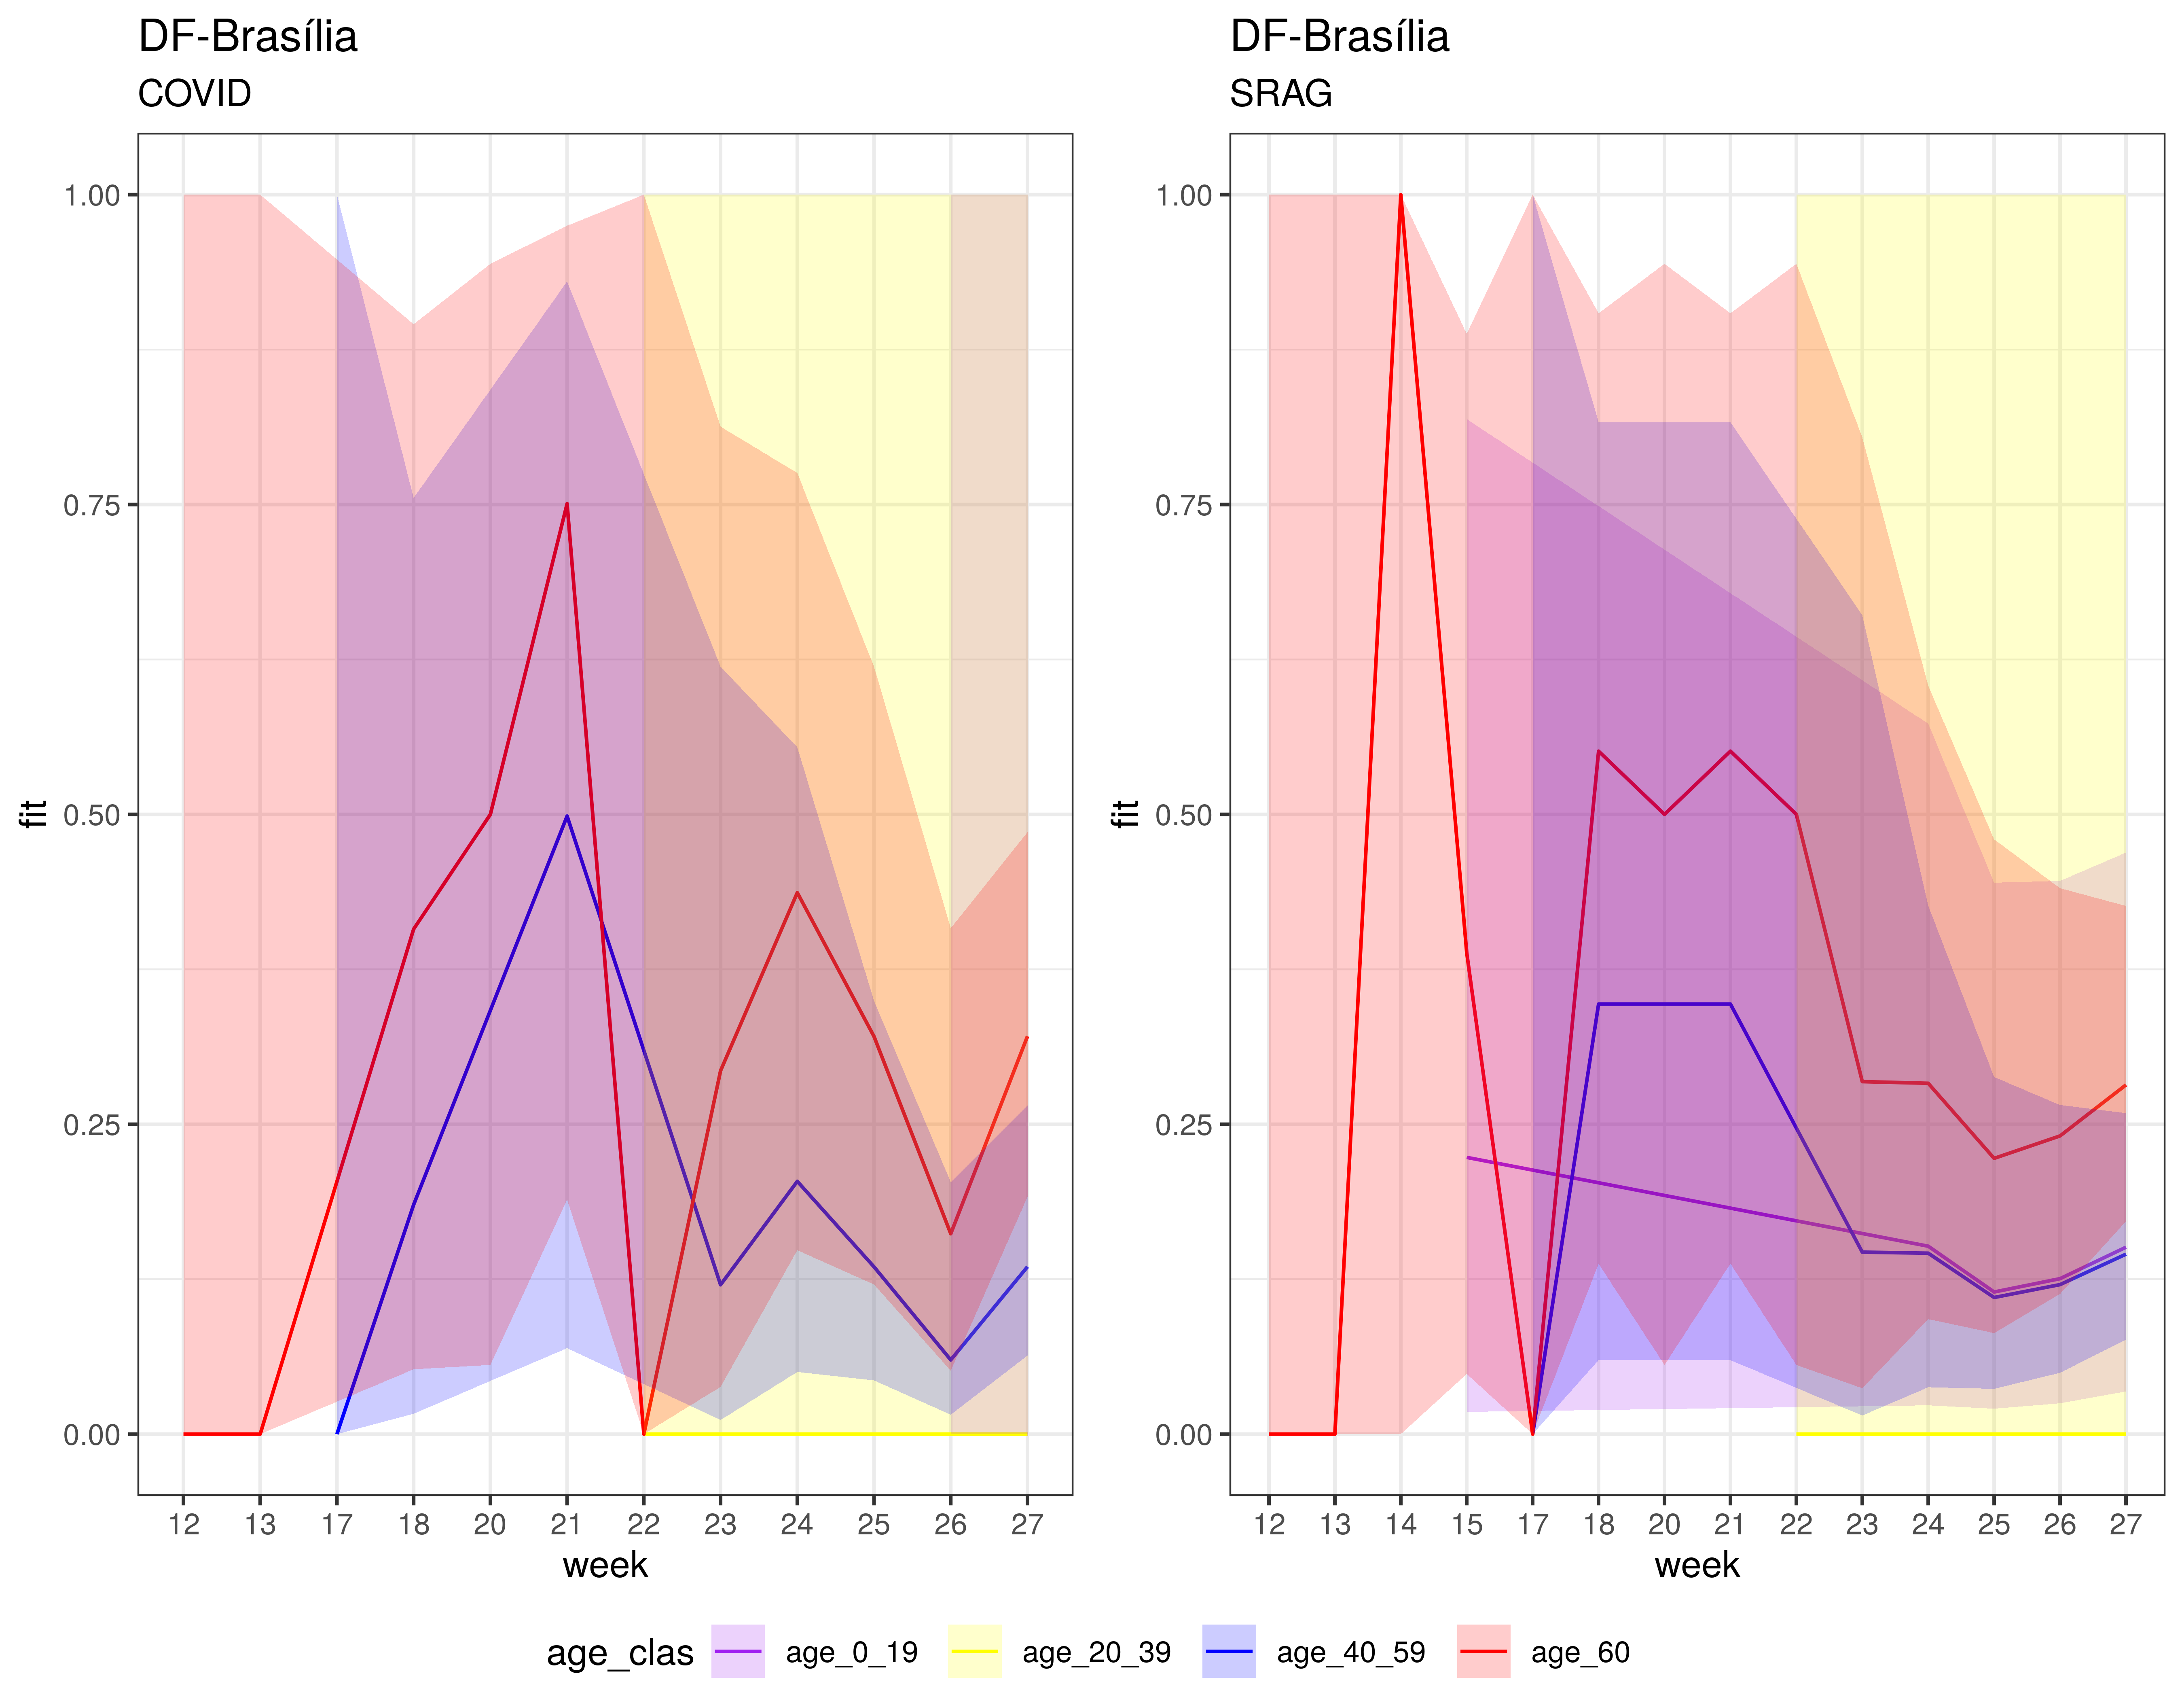 DF-Brasília
COVID
1.00
0.75
0.50
0.25
0.00
fit
12 13 17 18 20 21 22 23 24 25 26 27
week
DF-Brasília
SRAG
1.00
0.75
0.50
0.25
0.00
fit
12 13 14 15 17 18 20 21 22 23 24 25 26 27
week
age_clas age_0_19 age_20_39 age_40_59 age_60